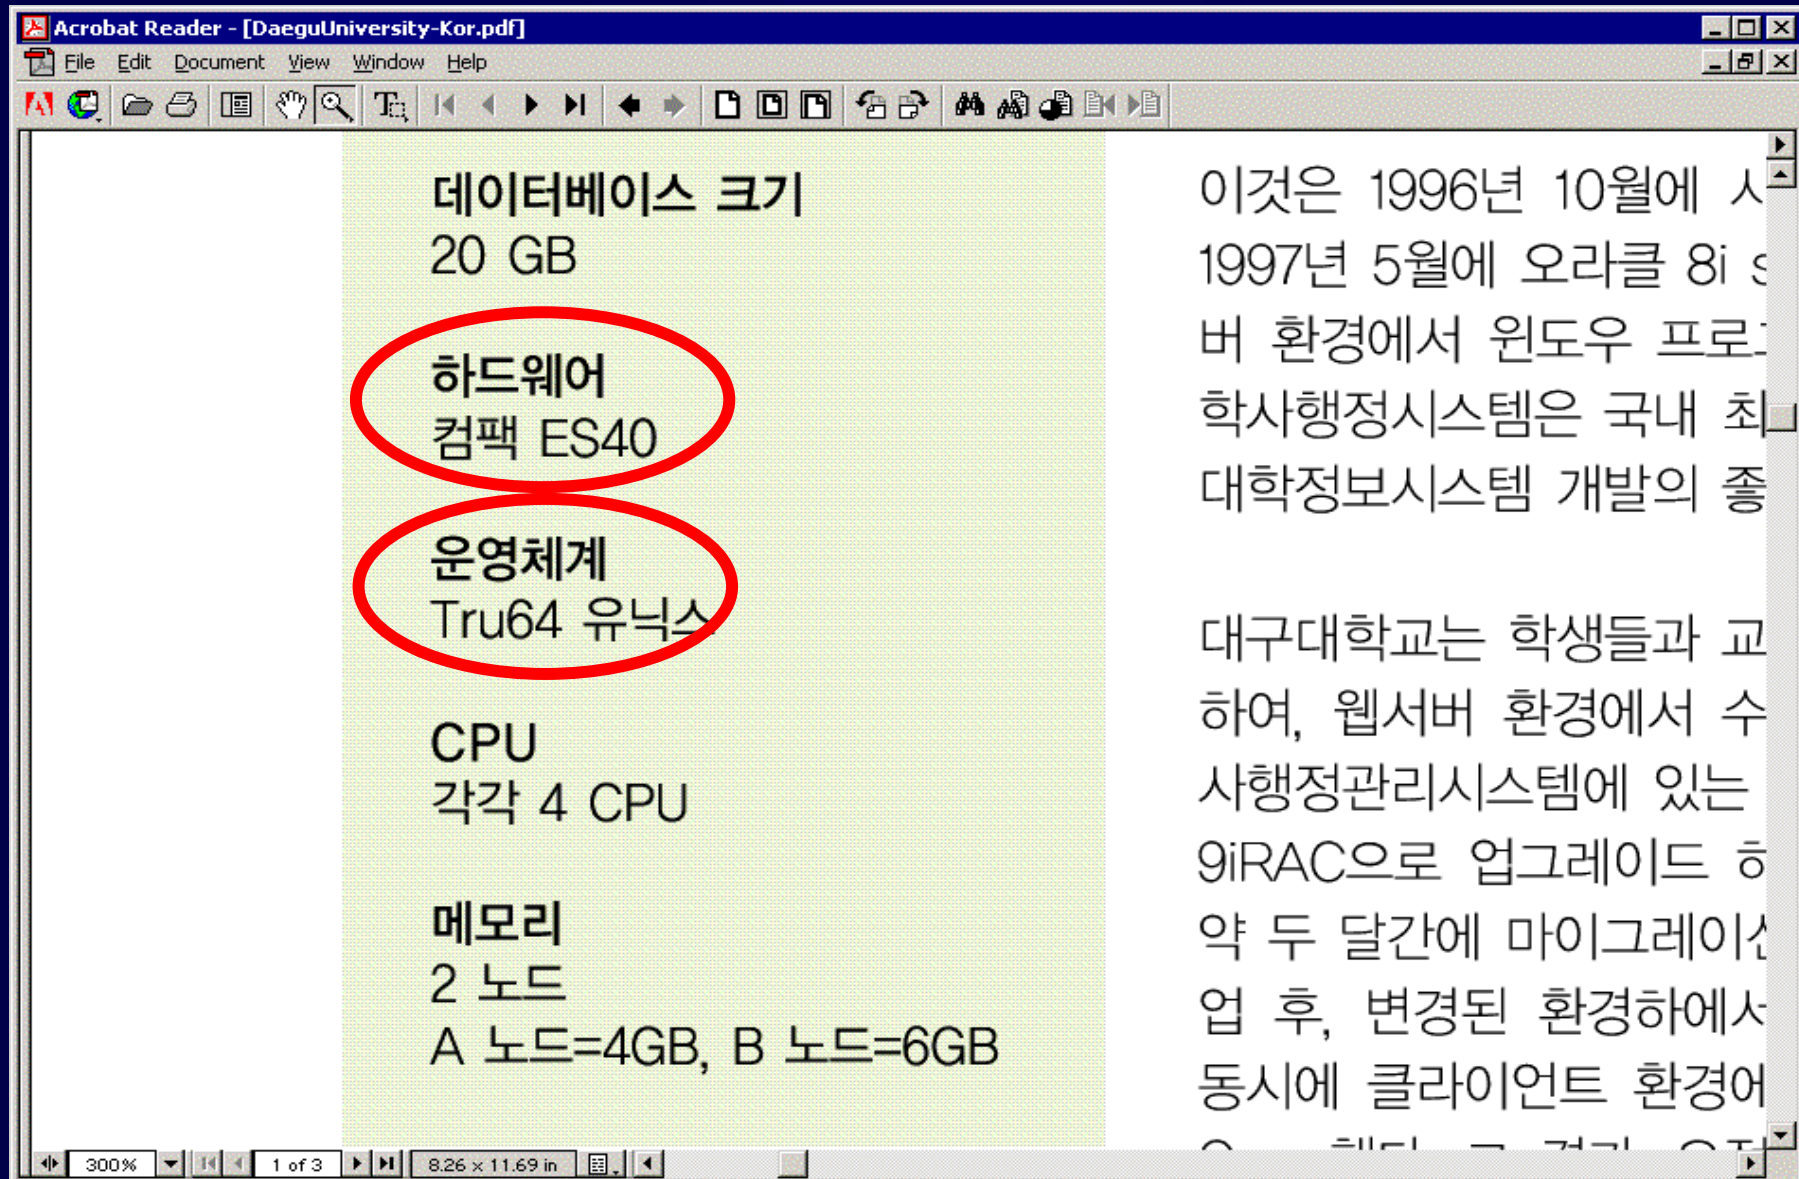 Acrobat Reader - [DaeguUniversity-Kor.pdf]
File Edit Document View Window Help
데이터베이스 크기
20 GB
하드웨어
컴팩 ES40
운영체계
Tru64 유닉스
CPU
각각 4 CPU
메모리
2 노드
A 노드=4GB, B 노드=6GB
이것은 1996년 10월에
1997년 5월에 오라클 8i
버 환경에서 윈도우 프로
학사행정시스템은 국내 최
대학정보시스템 개발의 좋
대구대학교는 학생들과 교
하여, 웹서버 환경에서 수
사행정관리시스템에 있는
9iRAC으로 업그레이드
약 두 달간에 마이그레이션
업 후, 변경된 환경하에서
동시에 클라이언트 환경에
300% 1 of 3 8.26 x 11.69 in